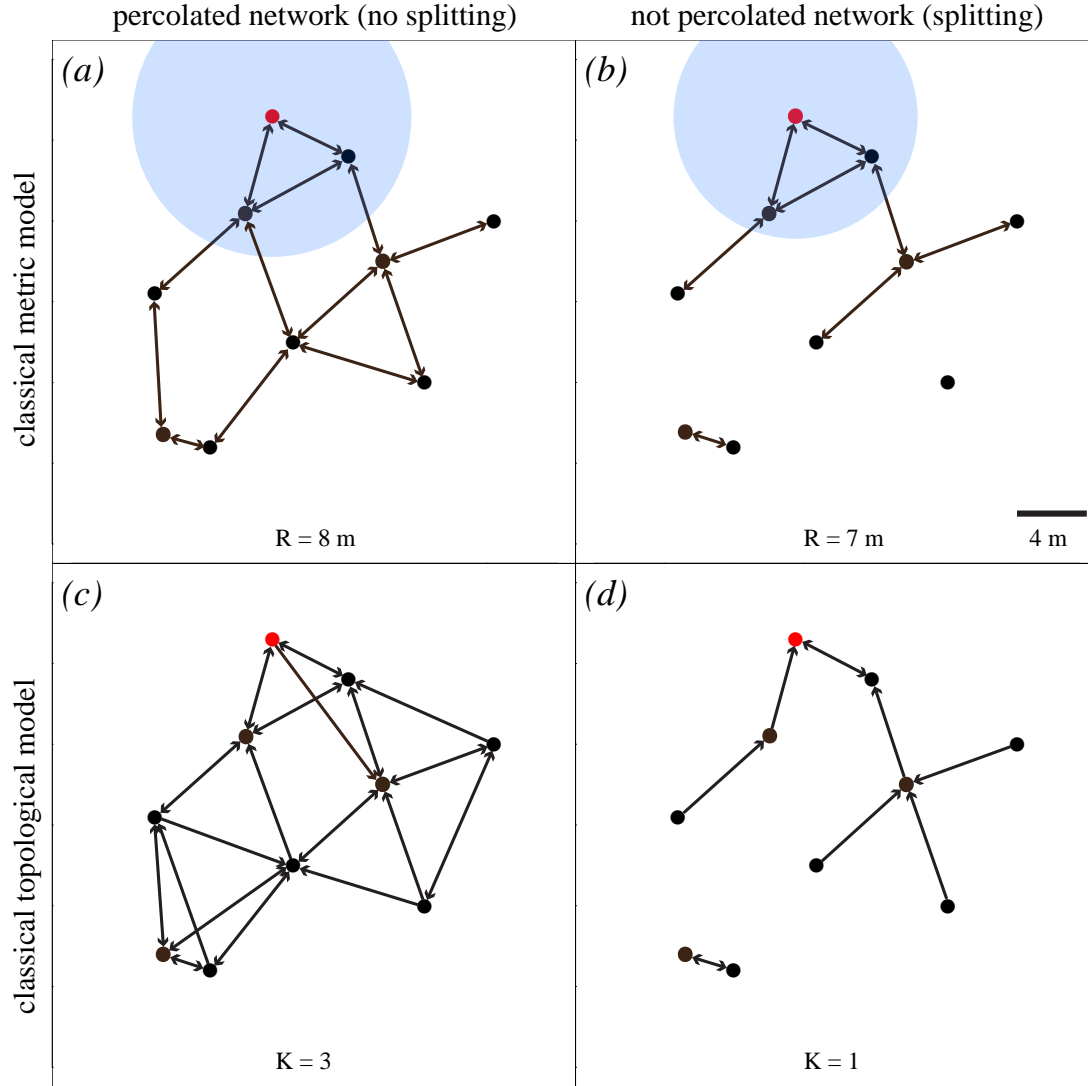 percolated network (no splitting)
not percolated network (splitting)
classical metric model
(a)
R = 8 m
(b)
R = 7 m
4 m
classical topological model
(c)
K = 3
(d)
K = 1